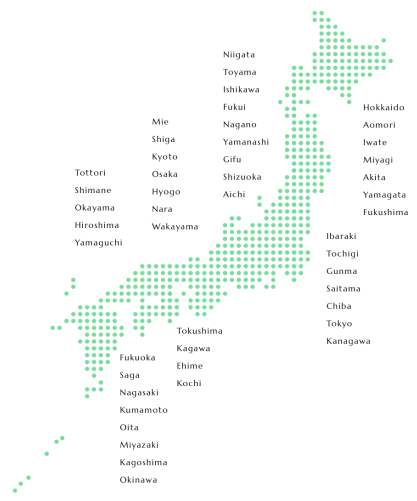 Niigata
Toyama
Ishikawa
Fukui
Nagano
Yamanashi
Gifu
Shizuoka
Aichi
Hokkaido
Aomori
Iwate
Miyagi
Akita
Yamagata
Fukushima
Mie
Shiga
Kyoto
Osaka
Hyogo
Nara
Wakayama
Tottori
Shimane
Okayama
Hiroshima
Yamaguchi
Ibaraki
Tochigi
Gunma
Saitama
Chiba
Tokyo
Kanagawa
Tokushima
Kagawa
Ehime
Kochi
Fukuoka
Saga
Nagasaki
Kumamoto
Oita
Miyazaki
Kagoshima
Okinawa